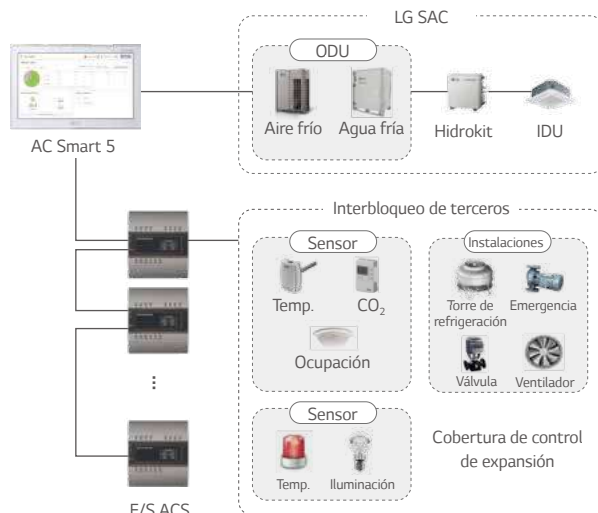 LG SAC
ODU
Aire frío
Agua fría
Hidrokit
IDU
AC Smart 5
Interbloqueo de terceros
Sensor
Temp.
CO₂
Ocupación
Instalaciones
Torre de
refrigeración
Emergencia
Válvula
Ventilador
Sensor
Temp.
Iluminación
Cobertura de control
de expansión
E/S ACS